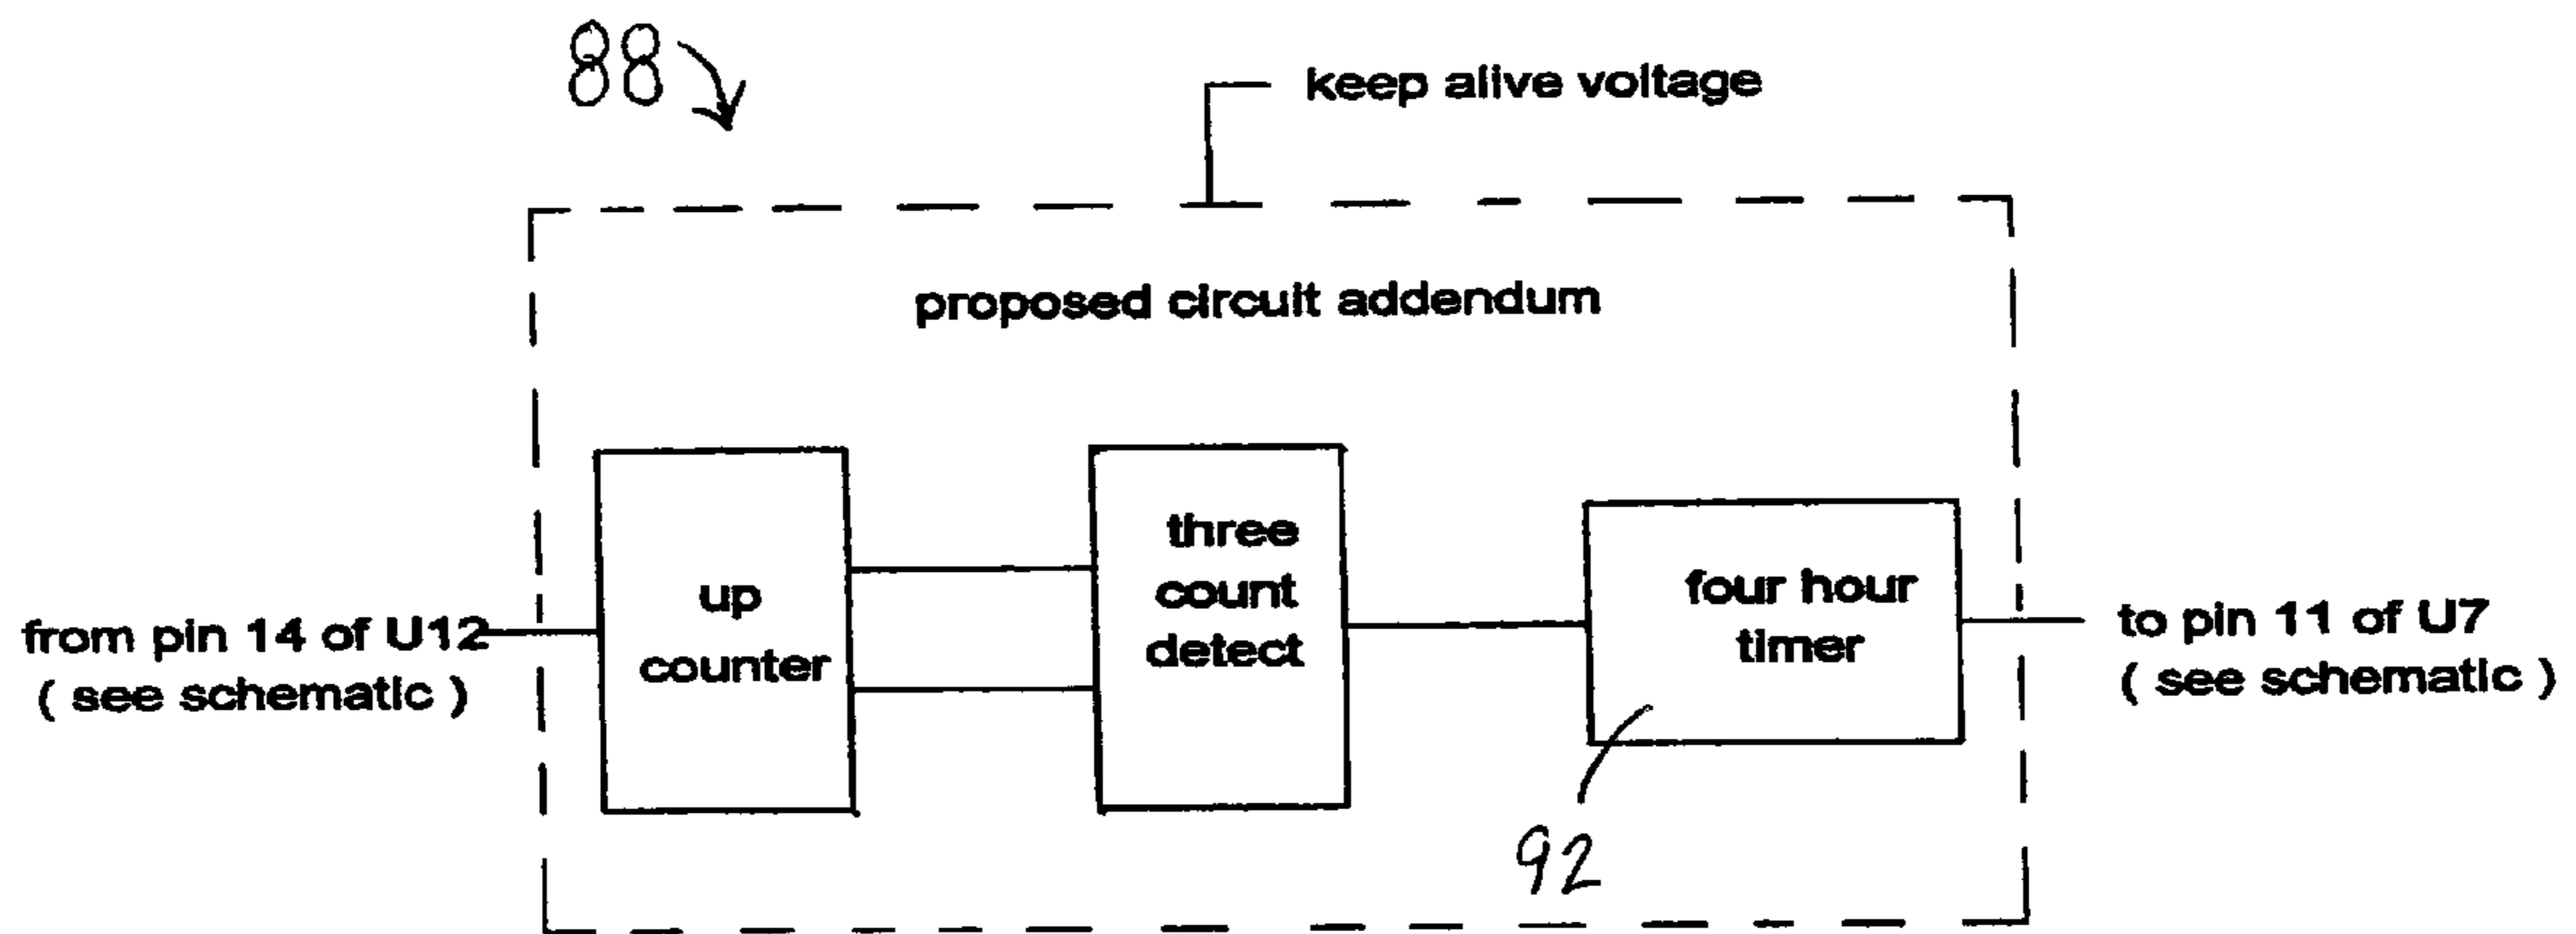 88
keep alive voltage
proposed circuit addendum
from pin 14 of U12
( see schematic )
up
counter
three
count
detect
four hour
timer
to pin 11 of U7
( see schematic )
92